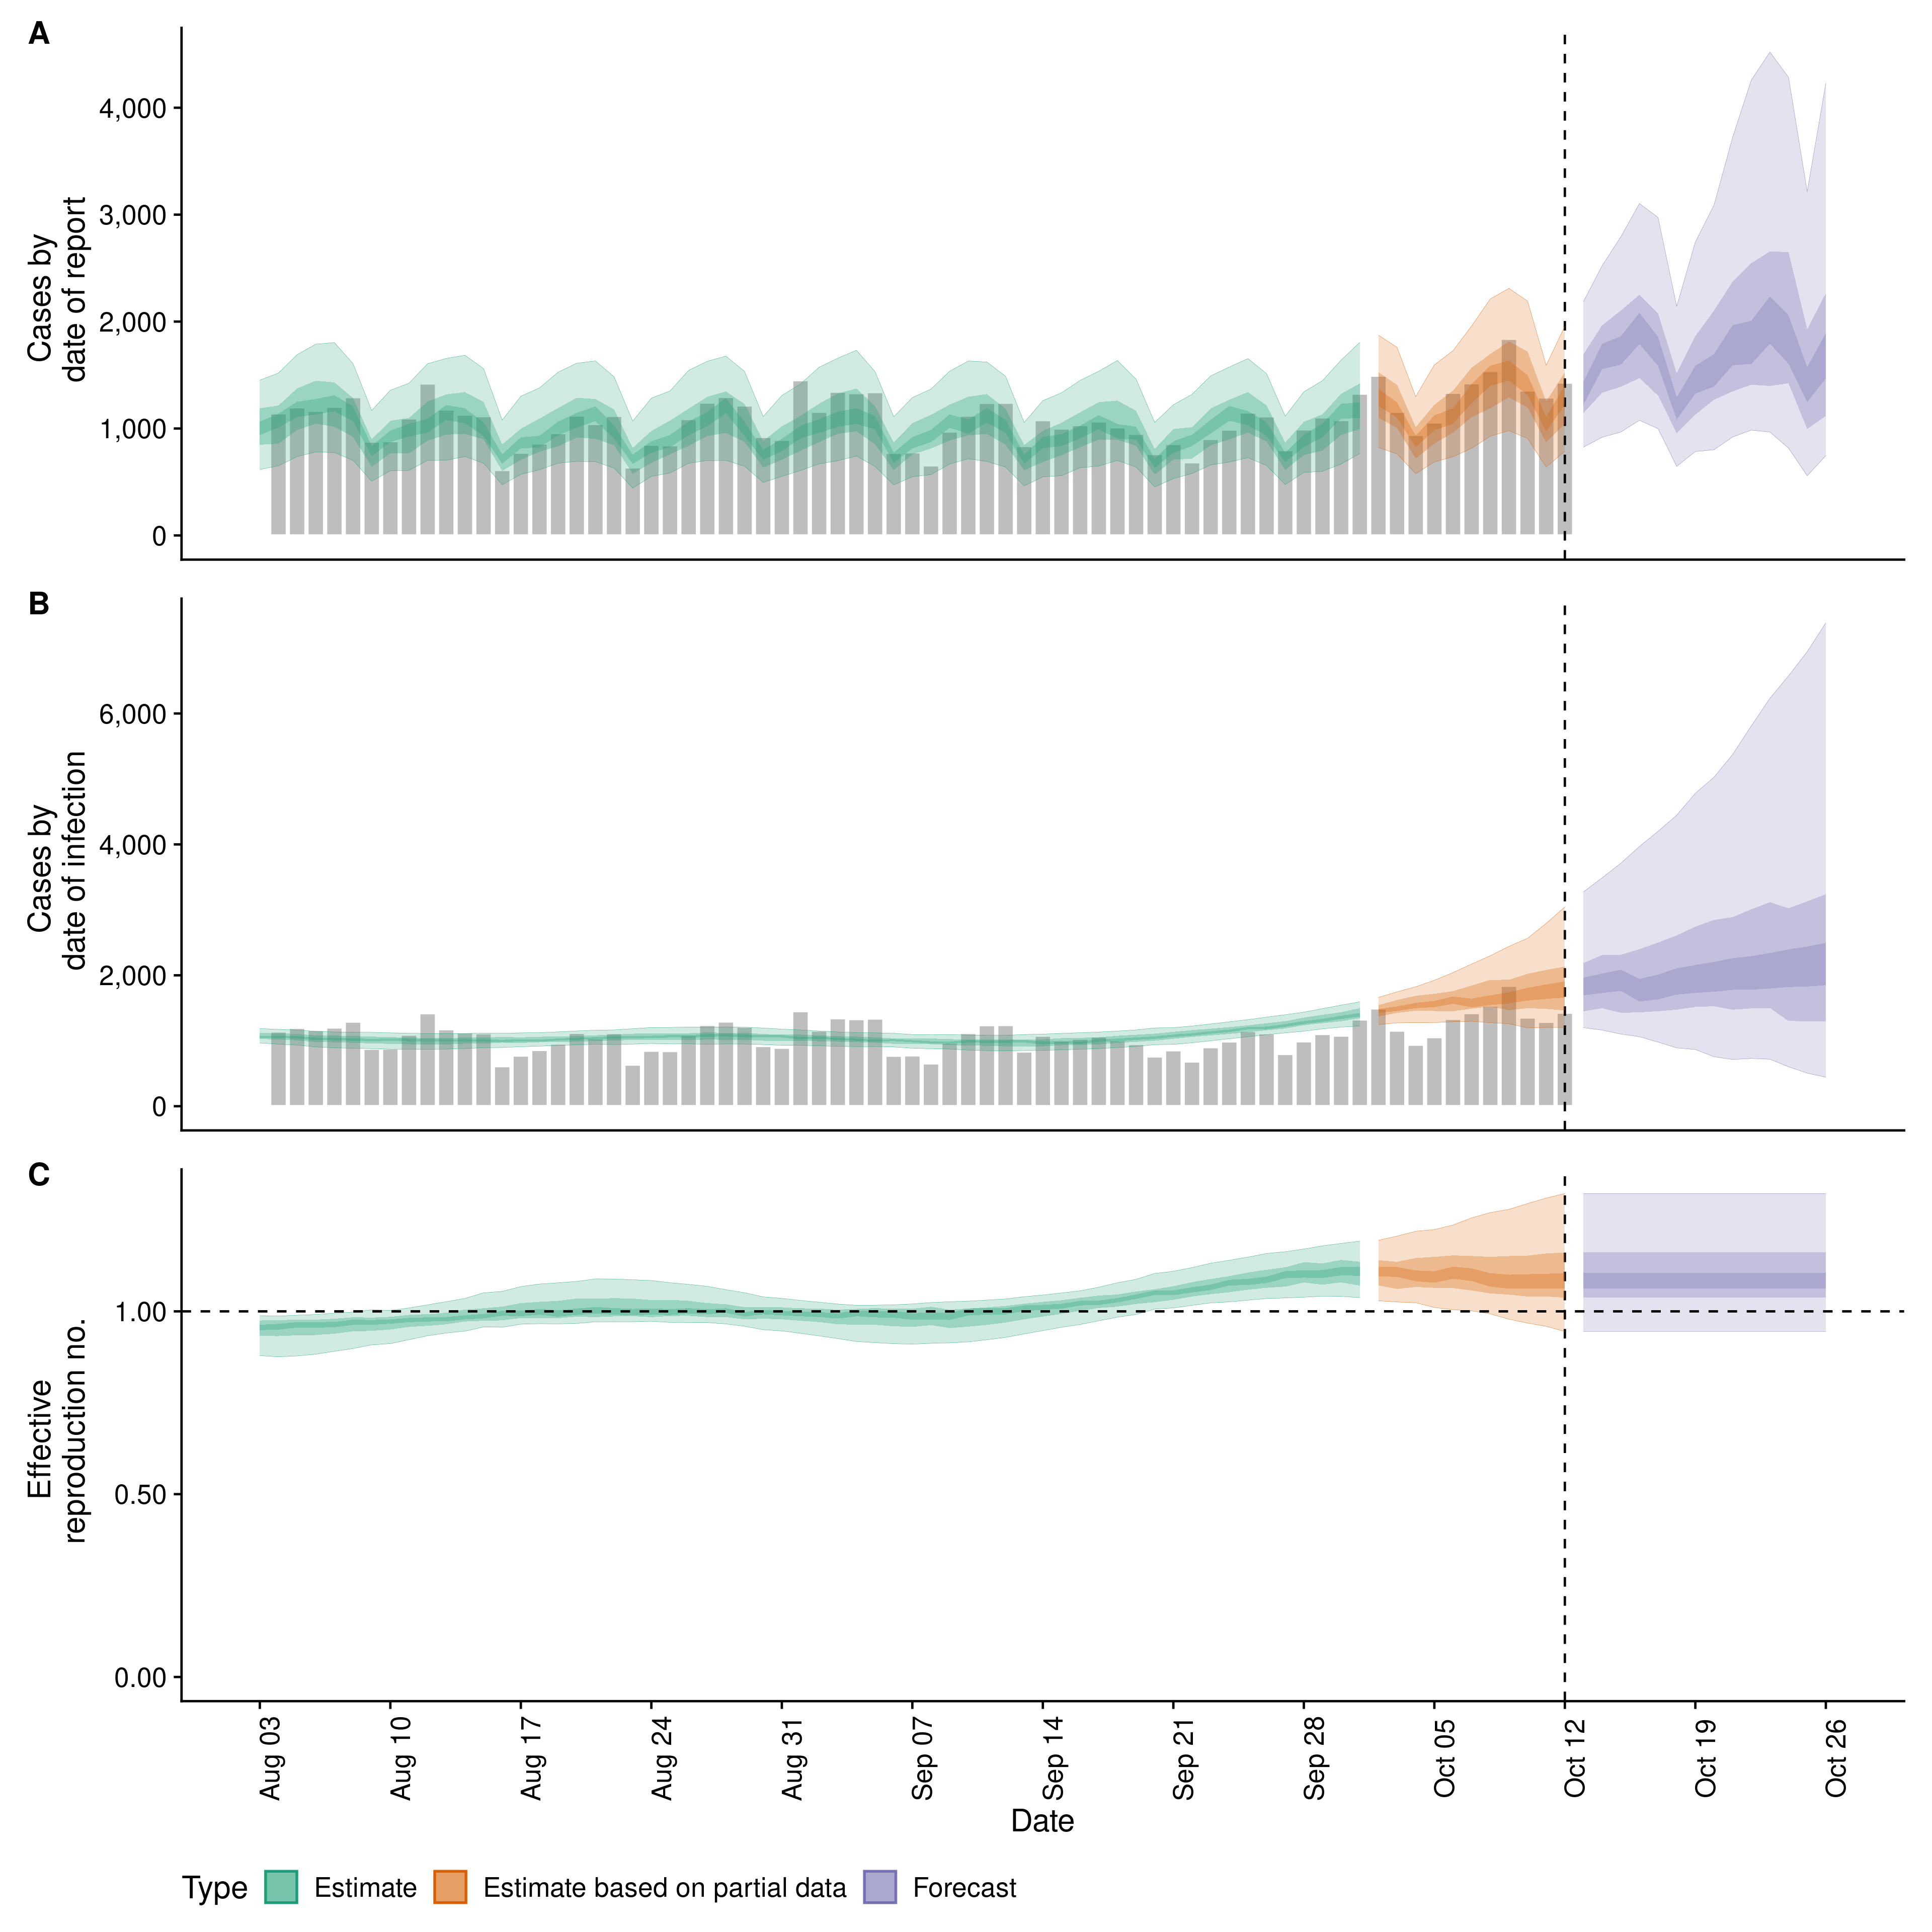 A
4,000
3,000
2,000
1,000
0
Cases by
date of report
B
6,000
4,000
2,000
0
Cases by
date of infection
C
1.00
0.50
0.00
Effective
reproduction no.
Aug 03
Aug 10
Aug 17
Aug 24
Aug 31
Sep 07
Sep 14
Sep 21
Sep 28
Oct 05
Oct 12
Oct 19
Oct 26
Date
Type Estimate Estimate based on partial data Forecast